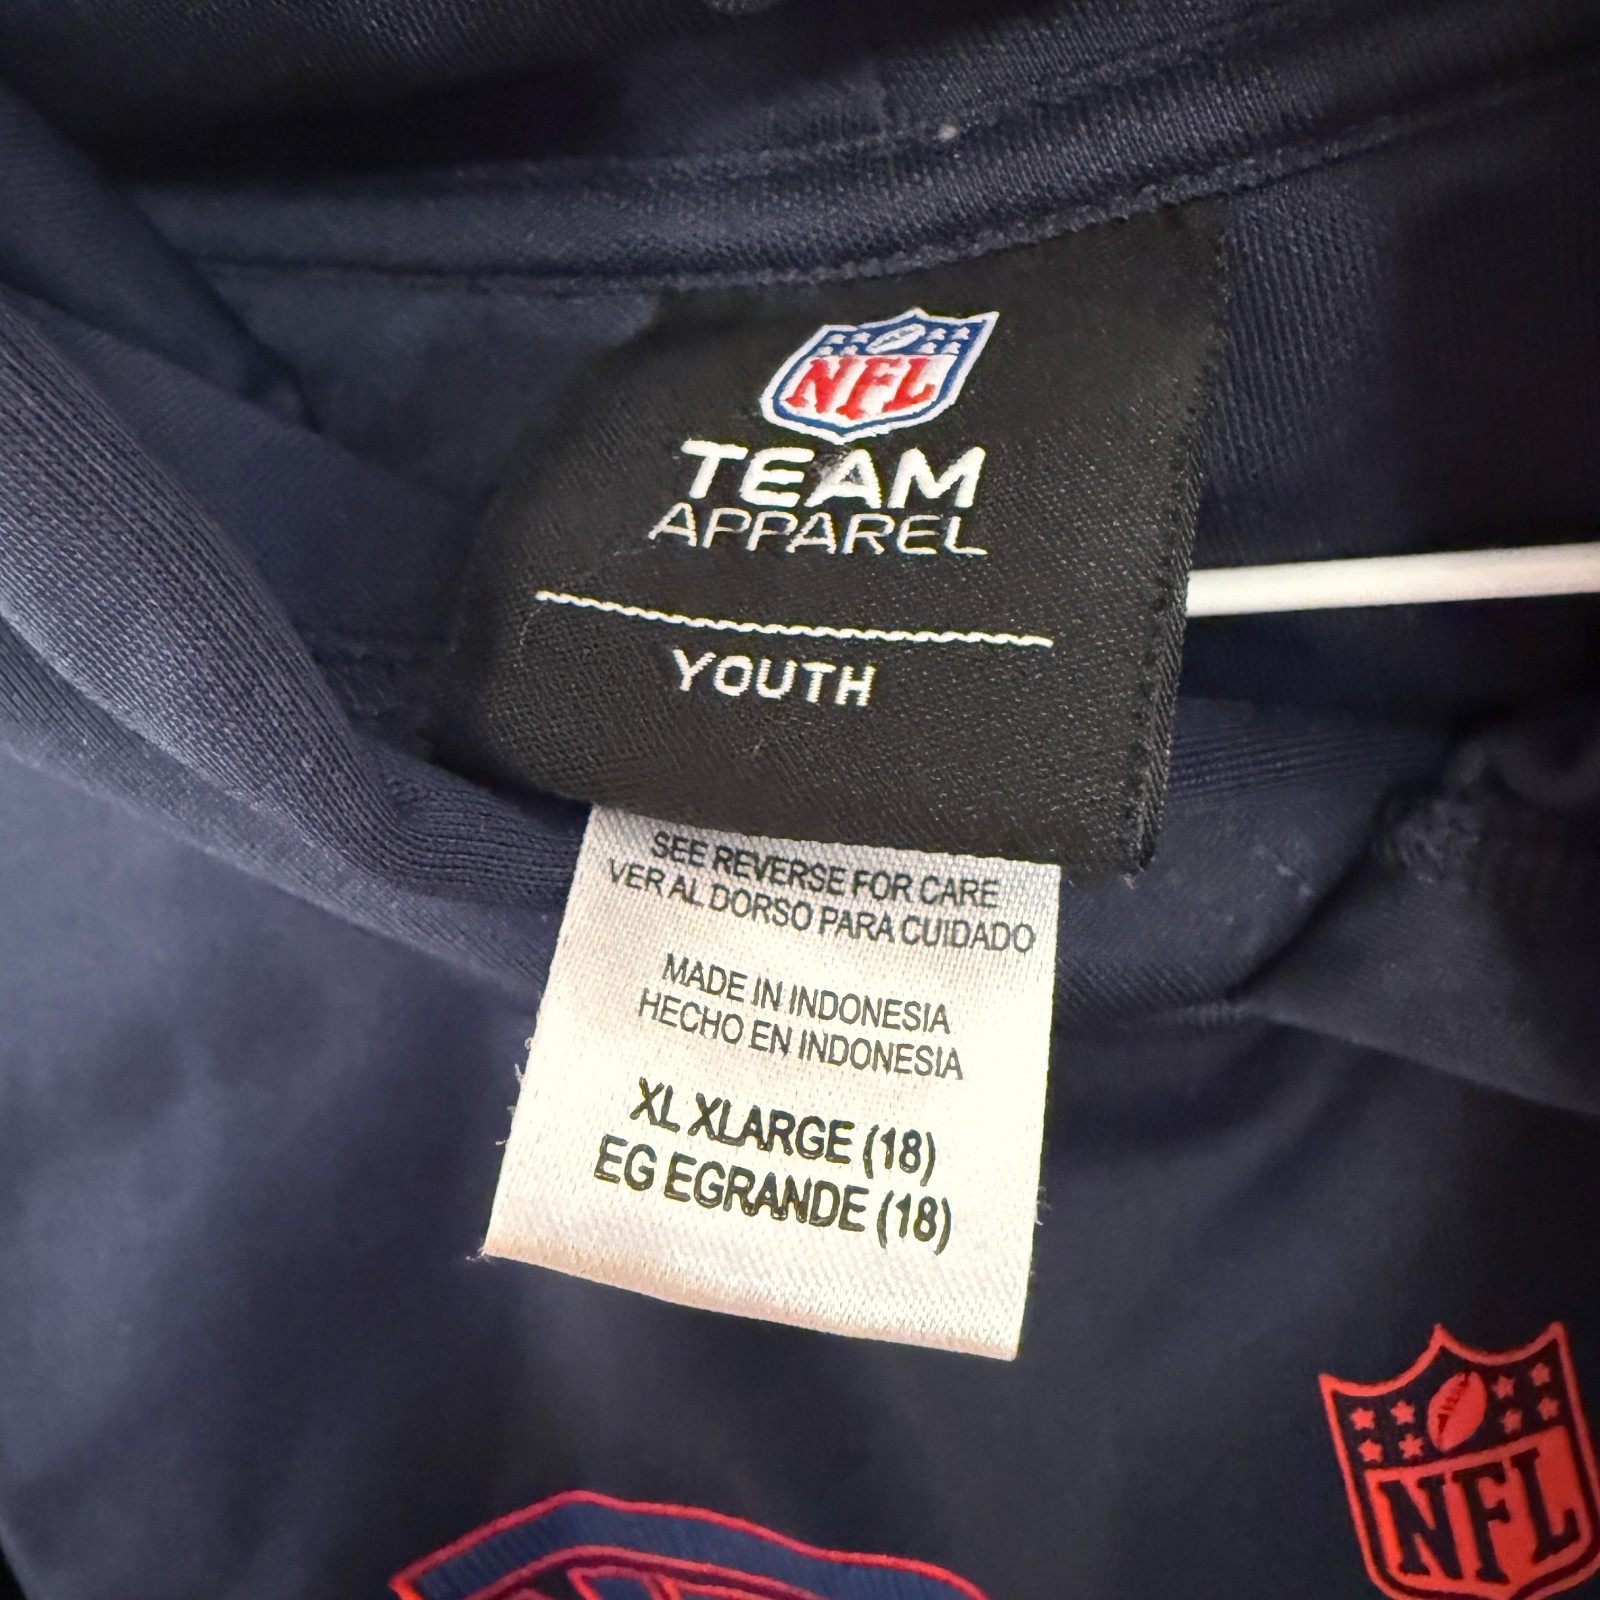 NFL
TEAM
APPAREL
YOUTH
SEE REVERSE FOR CARE
VER AL DORSO PARA CUIDADO
MADE IN INDONESIA
HECHO EN INDONESIA
XL XLARGE (18)
EG EGRANDE (18)
NFL